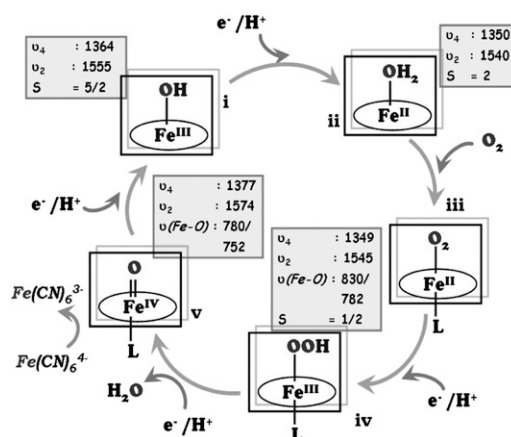 e⁻/H⁺
υ₄ : 1364
υ₂ : 1555
S = 5/2
OH
Feᴵᴵᴵ
i
υ₄ : 1350
υ₂ : 1540
S = 2
OH₂
Feᴵᴵ
ii
O₂
e⁻/H⁺
υ₄ : 1377
υ₂ : 1574
υ(Fe-O) : 780/
752
iii
O₂
Feᴵᴵ
L
υ₄ : 1349
υ₂ : 1545
υ(Fe-O) : 830/
782
S = 1/2
O
Feᴵⱽ
L
v
Fe(CN)₆³⁻
Fe(CN)₆⁴⁻
OOH
Feᴵᴵᴵ
L
iv
H₂O
e⁻/H⁺
e⁻/H⁺